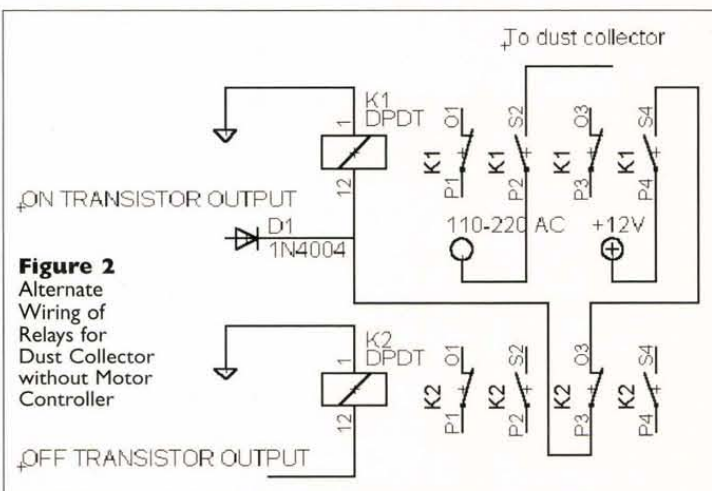 To dust collector
K1
DPDT
1
12
O1
S2
O3
S4
K1
K1
K1
K1
P1
P2
P3
P4
ON TRANSISTOR OUTPUT
D1
1N4004
110-220 AC
+12V
Figure 2
Alternate
Wiring of
Relays for
Dust Collector
without Motor
Controller
K2
DPDT
1
12
O1
S2
O3
S4
K2
K2
K2
K2
P1
P2
P3
P4
OFF TRANSISTOR OUTPUT